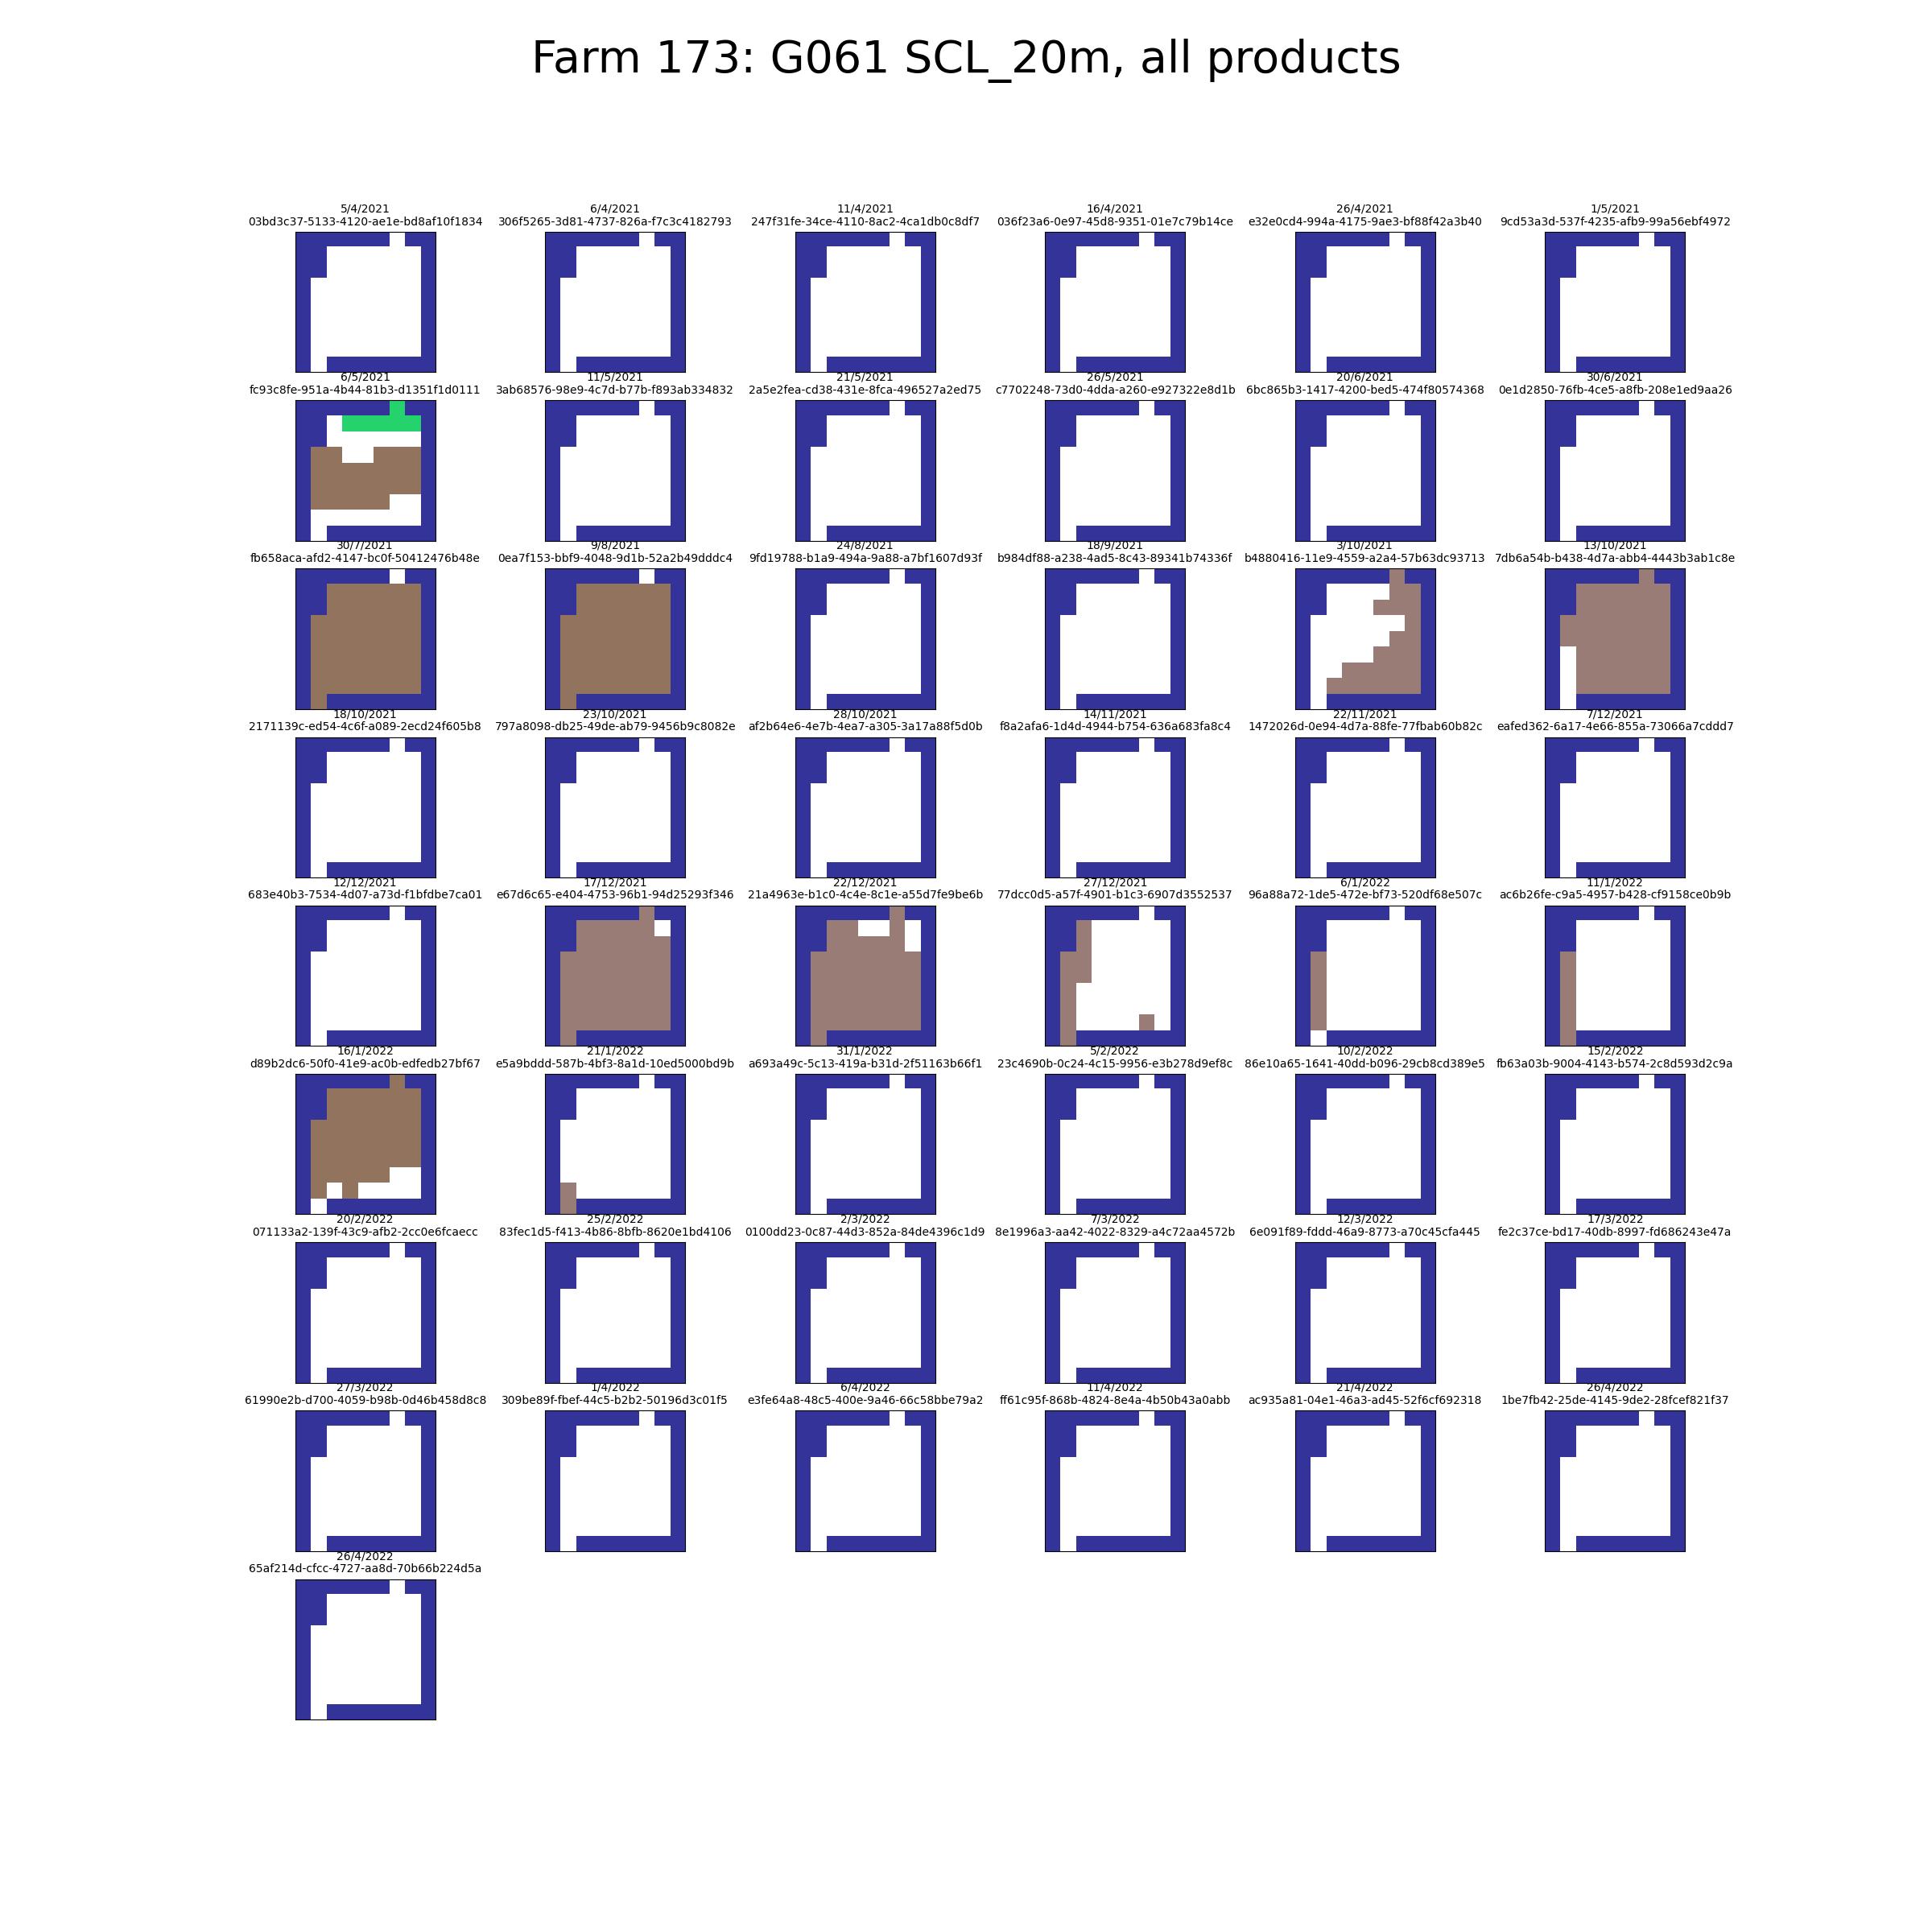 Farm 173: G061 SCL_20m, all products
5/4/2021
03bd3c37-5133-4120-ae1e-bd8af10f1834
6/4/2021
306f5265-3d81-4737-826a-f7c3c4182793
11/4/2021
247f31fe-34ce-4110-8ac2-4ca1db0c8df7
16/4/2021
036f23a6-0e97-45d8-9351-01e7c79b14ce
26/4/2021
e32e0cd4-994a-4175-9ae3-bf88f42a3b40
1/5/2021
9cd53a3d-537f-4235-afb9-99a56ebf4972
6/5/2021
fc93c8fe-951a-4b44-81b3-d1351f1d0111
11/5/2021
3ab68576-98e9-4c7d-b77b-f893ab334832
21/5/2021
2a5e2fea-cd38-431e-8fca-496527a2ed75
26/5/2021
c7702248-73d0-4dda-a260-e927322e8d1b
20/6/2021
6bc865b3-1417-4200-bed5-474f80574368
30/6/2021
0e1d2850-76fb-4ce5-a8fb-208e1ed9aa26
30/7/2021
fb658aca-afd2-4147-bc0f-50412476b48e
9/8/2021
0ea7f153-bbf9-4048-9d1b-52a2b49dddc4
24/8/2021
9fd19788-b1a9-494a-9a88-a7bf1607d93f
18/9/2021
b984df88-a238-4ad5-8c43-89341b74336f
3/10/2021
b4880416-11e9-4559-a2a4-57b63dc93713
13/10/2021
7db6a54b-b438-4d7a-abb4-4443b3ab1c8e
18/10/2021
2171139c-ed54-4c6f-a089-2ecd24f605b8
23/10/2021
797a8098-db25-49de-ab79-9456b9c8082e
28/10/2021
af2b64e6-4e7b-4ea7-a305-3a17a88f5d0b
14/11/2021
f8a2afa6-1d4d-4944-b754-636a683fa8c4
22/11/2021
1472026d-0e94-4d7a-88fe-77fbab60b82c
7/12/2021
eafed362-6a17-4e66-855a-73066a7cddd7
12/12/2021
683e40b3-7534-4d07-a73d-f1bfdbe7ca01
17/12/2021
e67d6c65-e404-4753-96b1-94d25293f346
22/12/2021
21a4963e-b1c0-4c4e-8c1e-a55d7fe9be6b
27/12/2021
77dcc0d5-a57f-4901-b1c3-6907d3552537
6/1/2022
96a88a72-1de5-472e-bf73-520df68e507c
11/1/2022
ac6b26fe-c9a5-4957-b428-cf9158ce0b9b
16/1/2022
d89b2dc6-50f0-41e9-ac0b-edfedb27bf67
21/1/2022
e5a9bddd-587b-4bf3-8a1d-10ed5000bd9b
31/1/2022
a693a49c-5c13-419a-b31d-2f51163b66f1
5/2/2022
23c4690b-0c24-4c15-9956-e3b278d9ef8c
10/2/2022
86e10a65-1641-40dd-b096-29cb8cd389e5
15/2/2022
fb63a03b-9004-4143-b574-2c8d593d2c9a
20/2/2022
071133a2-139f-43c9-afb2-2cc0e6fcaecc
25/2/2022
83fec1d5-f413-4b86-8bfb-8620e1bd4106
2/3/2022
0100dd23-0c87-44d3-852a-84de4396c1d9
7/3/2022
8e1996a3-aa42-4022-8329-a4c72aa4572b
12/3/2022
6e091f89-fddd-46a9-8773-a70c45cfa445
17/3/2022
fe2c37ce-bd17-40db-8997-fd686243e47a
27/3/2022
61990e2b-d700-4059-b98b-0d46b458d8c8
1/4/2022
309be89f-fbef-44c5-b2b2-50196d3c01f5
6/4/2022
e3fe64a8-48c5-400e-9a46-66c58bbe79a2
11/4/2022
ff61c95f-868b-4824-8e4a-4b50b43a0abb
21/4/2022
ac935a81-04e1-46a3-ad45-52f6cf692318
26/4/2022
1be7fb42-25de-4145-9de2-28fcef821f37
26/4/2022
65af214d-cfcc-4727-aa8d-70b66b224d5a